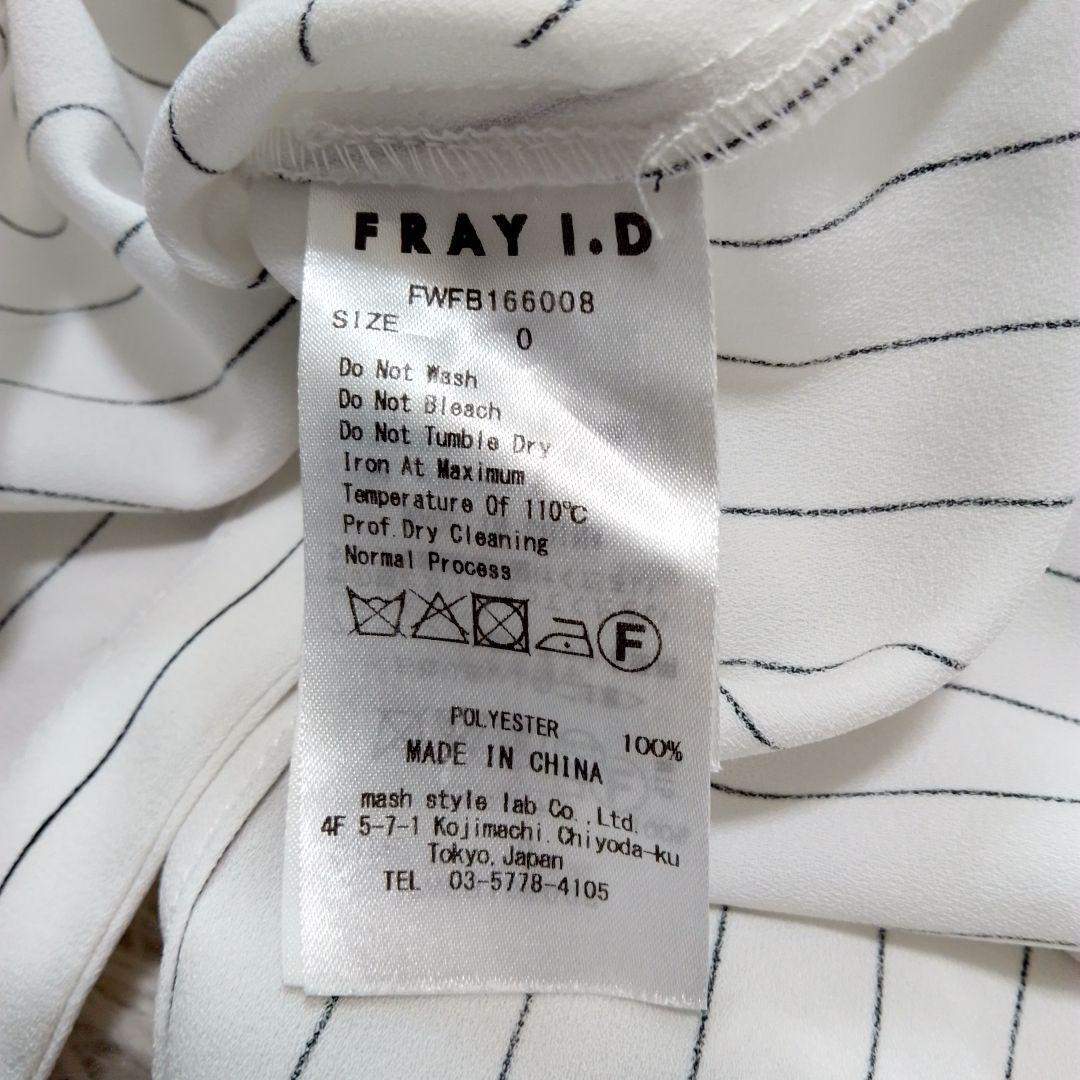 FRAY I.D
FWFB166008
SIZE 0
Do Not Wash
Do Not Bleach
Do Not Tumble Dry
Iron At Maximum
Temperature Of 110℃
Prof.Dry Cleaning
Normal Process
F
POLYESTER 100%
MADE IN CHINA
mash style lab Co.,Ltd.
4F 5-7-1 Kojimachi.Chiyoda-ku
Tokyo,Japan
TEL 03-5778-4105